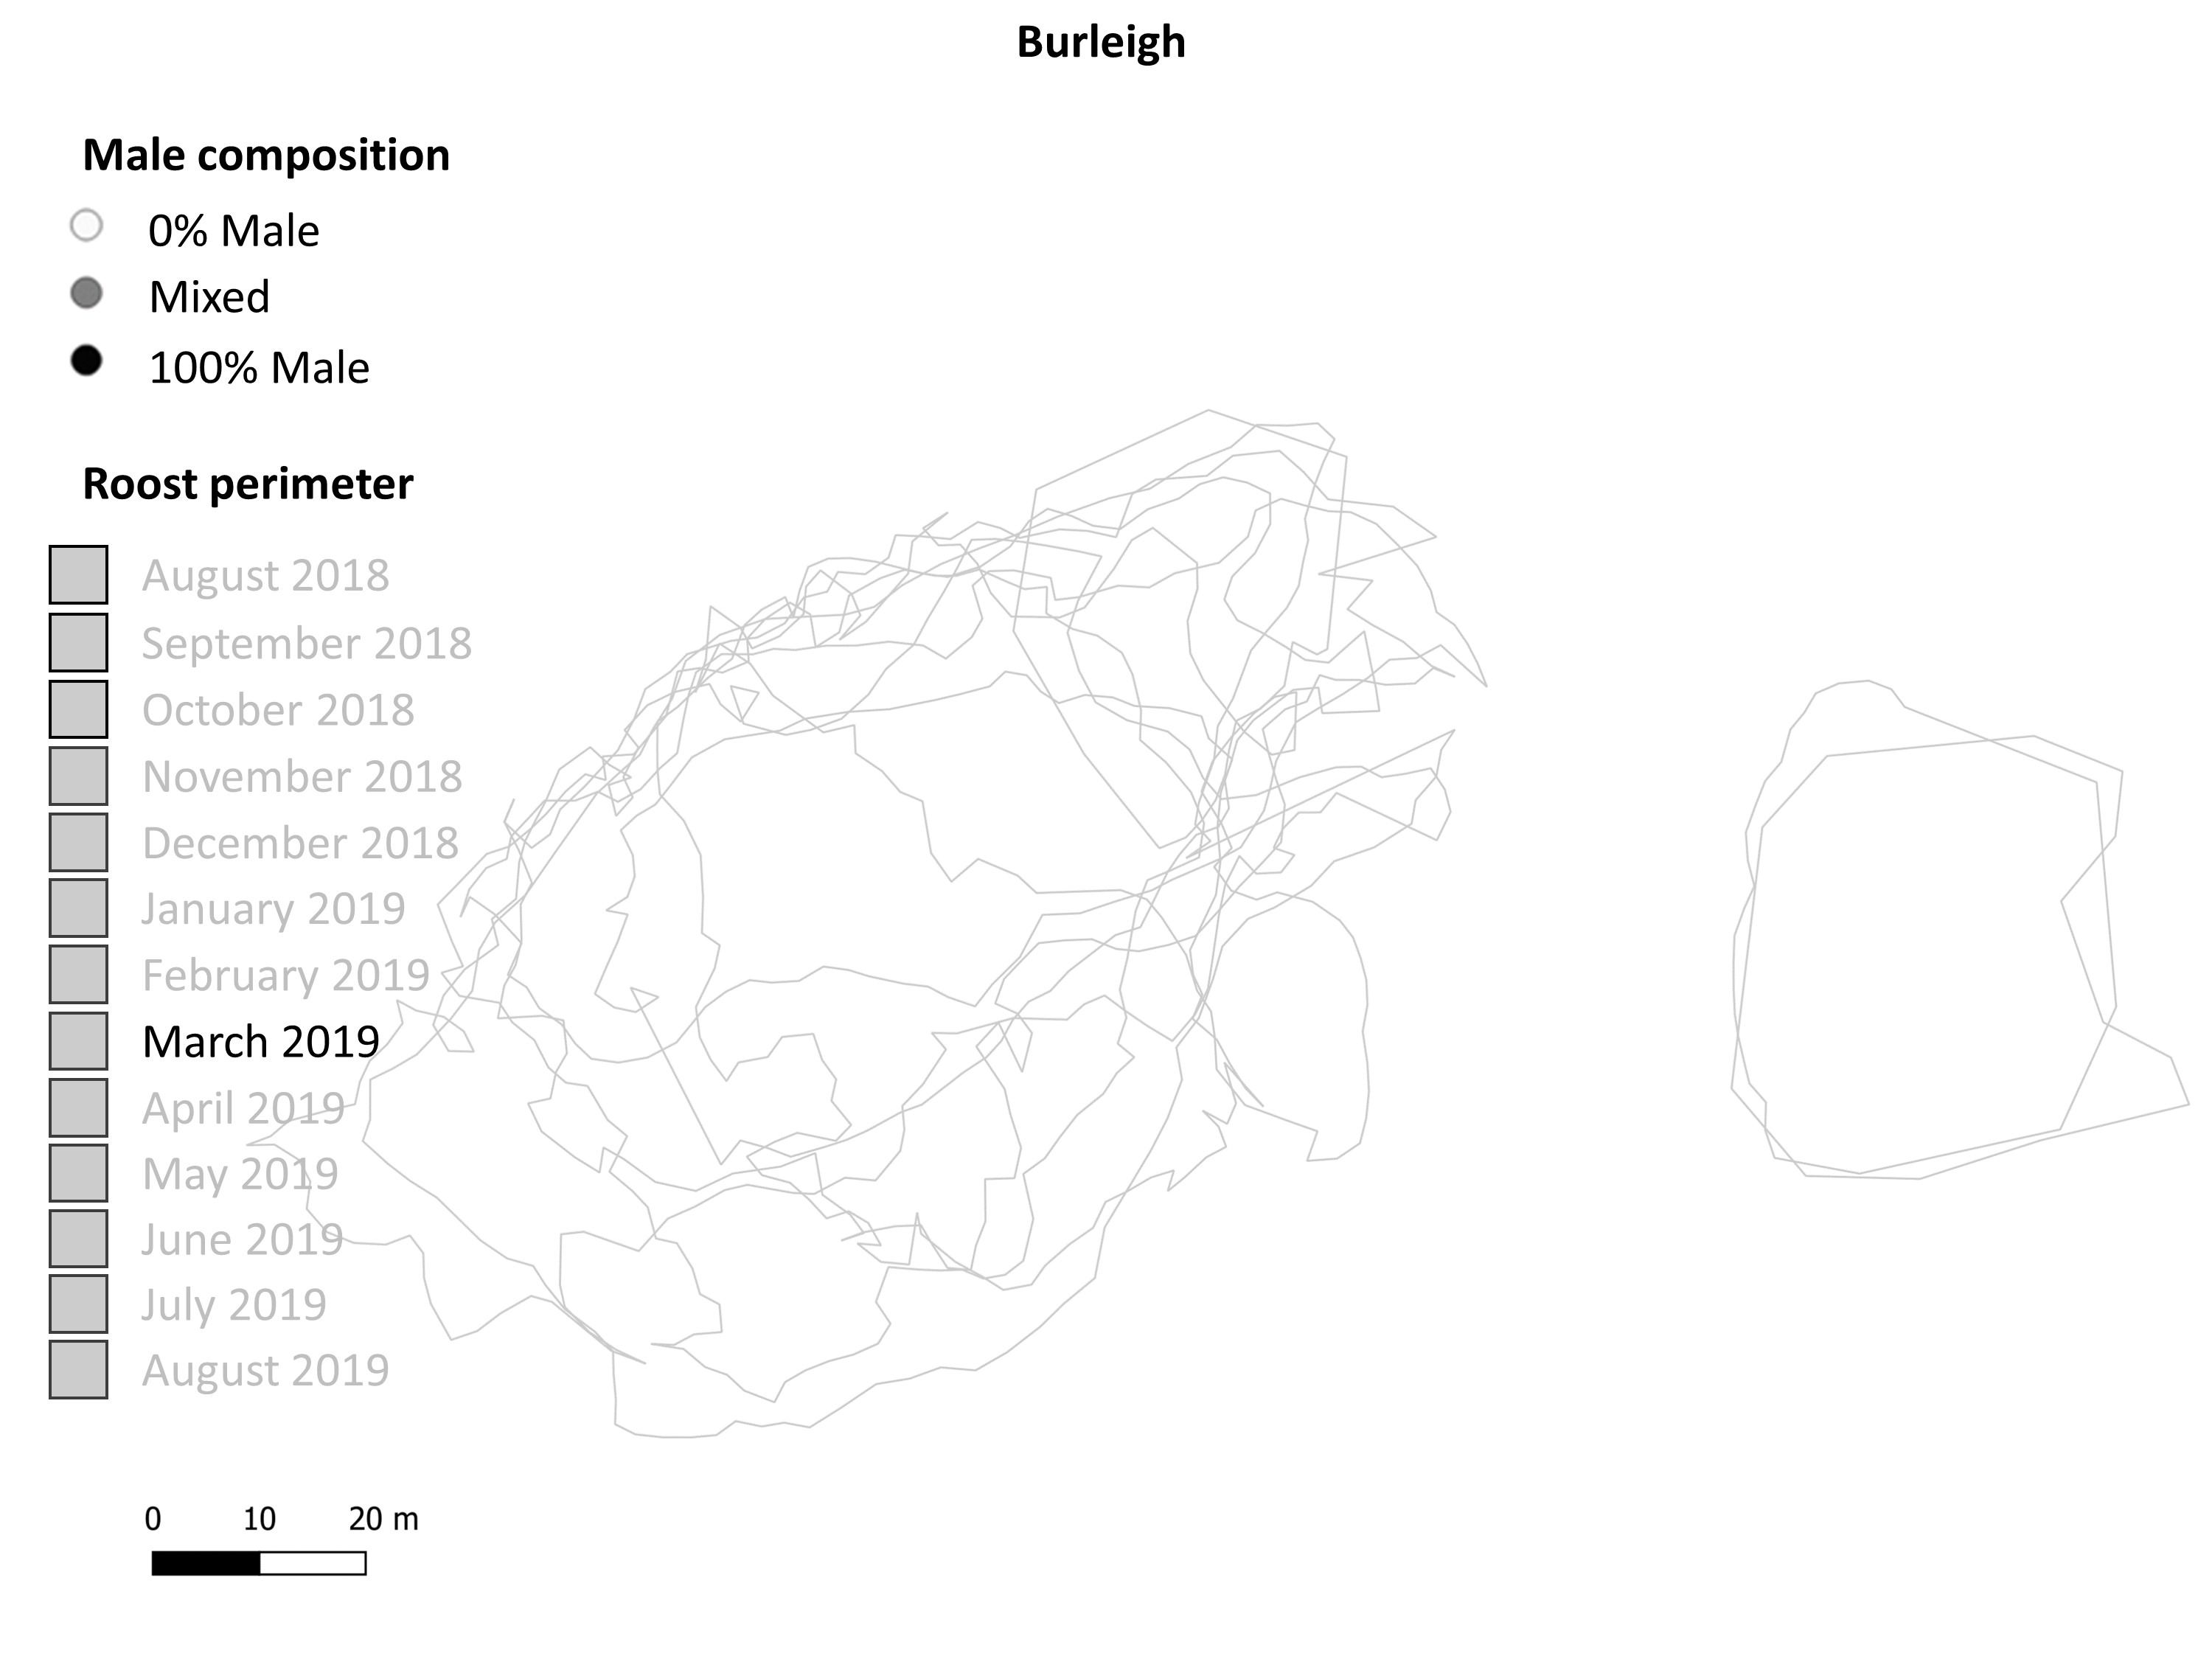 Burleigh
Male composition
0% Male
Mixed
100% Male
Roost perimeter
August 2018
September 2018
October 2018
November 2018
December 2018
January 2019
February 2019
March 2019
April 2019
May 2019
June 2019
July 2019
August 2019
0 10 20 m